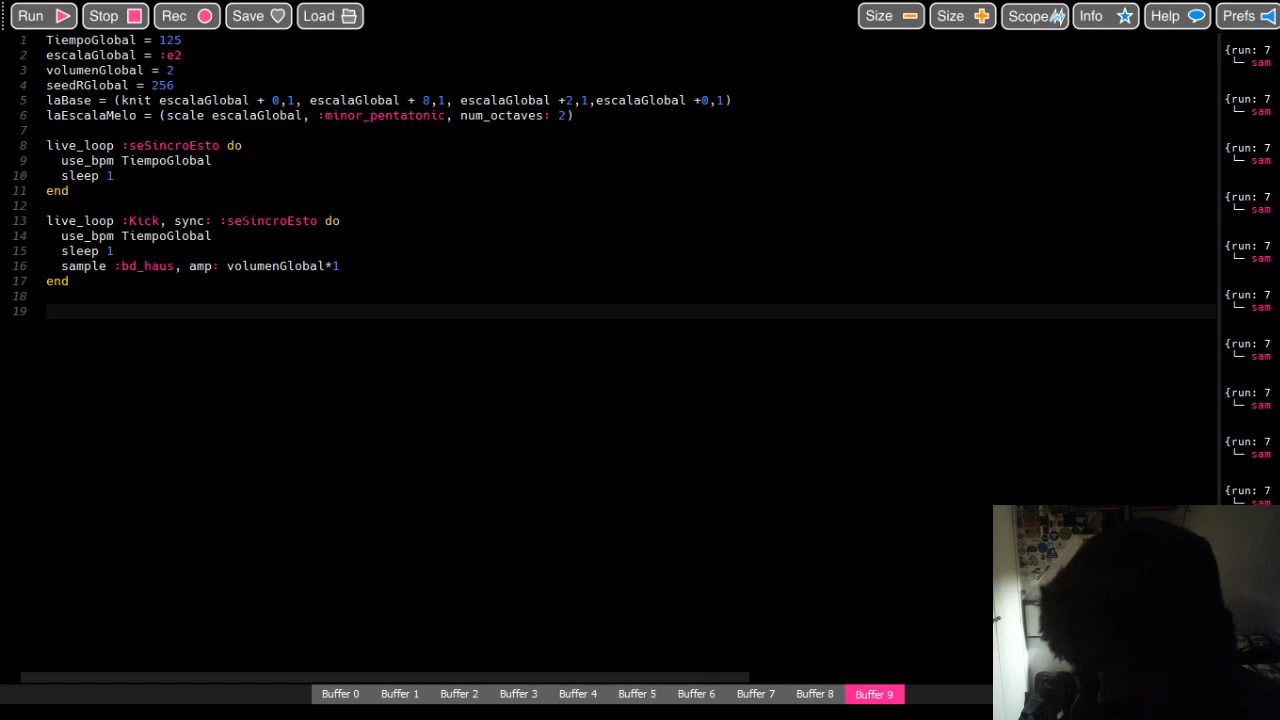 Run Stop Rec Save Load Size Size Scope Info Help Prefs
1 TiempoGlobal = 125
2 escalaGlobal = :e2
3 volumenGlobal = 2
4 seedRGlobal = 256
5 laBase = (knit escalaGlobal + 0,1, escalaGlobal + 8,1, escalaGlobal +2,1,escalaGlobal +0,1)
6 laEscalaMelo = (scale escalaGlobal, :minor_pentatonic, num_octaves: 2)
7
8 live_loop :seSincroEsto do
9 use_bpm TiempoGlobal
10 sleep 1
11 end
12
13 live_loop :Kick, sync: :seSincroEsto do
14 use_bpm TiempoGlobal
15 sleep 1
16 sample :bd_haus, amp: volumenGlobal*1
17 end
18
19
{run: 7
└─ sam
{run: 7
└─ sam
{run: 7
└─ sam
{run: 7
└─ sam
{run: 7
└─ sam
{run: 7
└─ sam
{run: 7
└─ sam
{run: 7
└─ sam
{run: 7
└─ sam
{run: 7
└─ sam
Buffer 0 Buffer 1 Buffer 2 Buffer 3 Buffer 4 Buffer 5 Buffer 6 Buffer 7 Buffer 8 Buffer 9